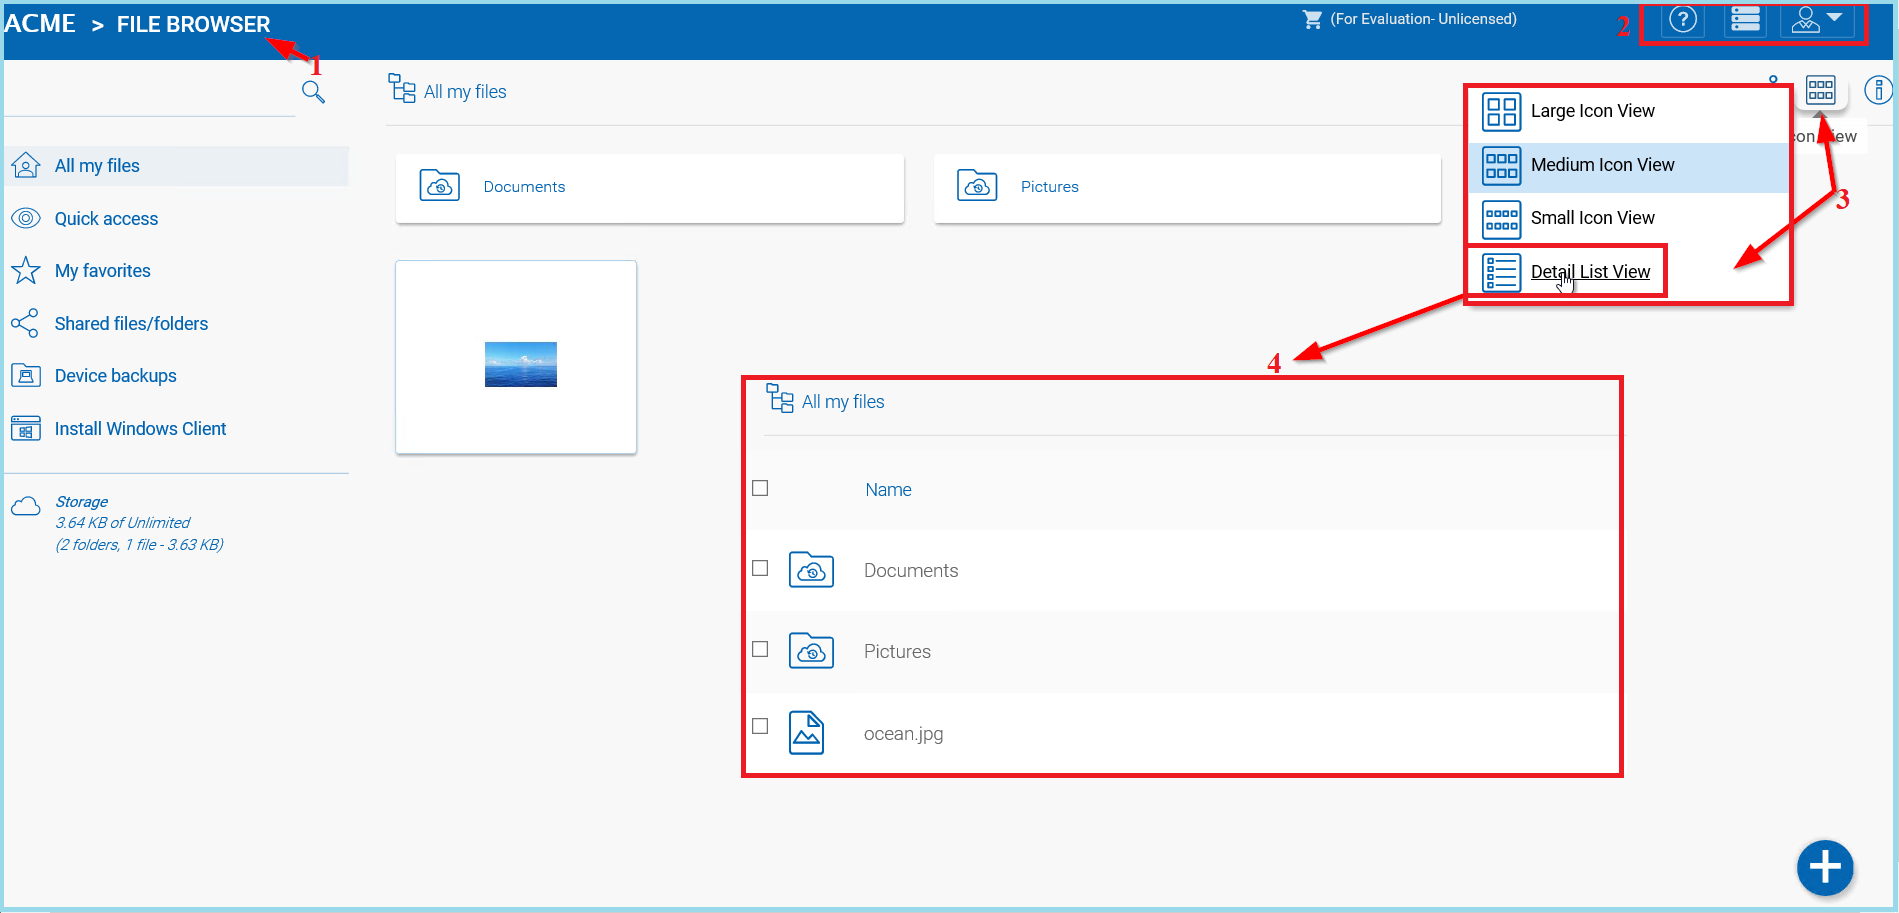 ACME > FILE BROWSER
(For Evaluation- Unlicensed)
2
?
1
All my files
Large Icon View
Medium Icon View
Small Icon View
Detail List View
3
4
All my files
Quick access
My favorites
Shared files/folders
Device backups
Install Windows Client
Storage
3.64 KB of Unlimited
(2 folders, 1 file - 3.63 KB)
Documents
Pictures
All my files
Name
Documents
Pictures
ocean.jpg